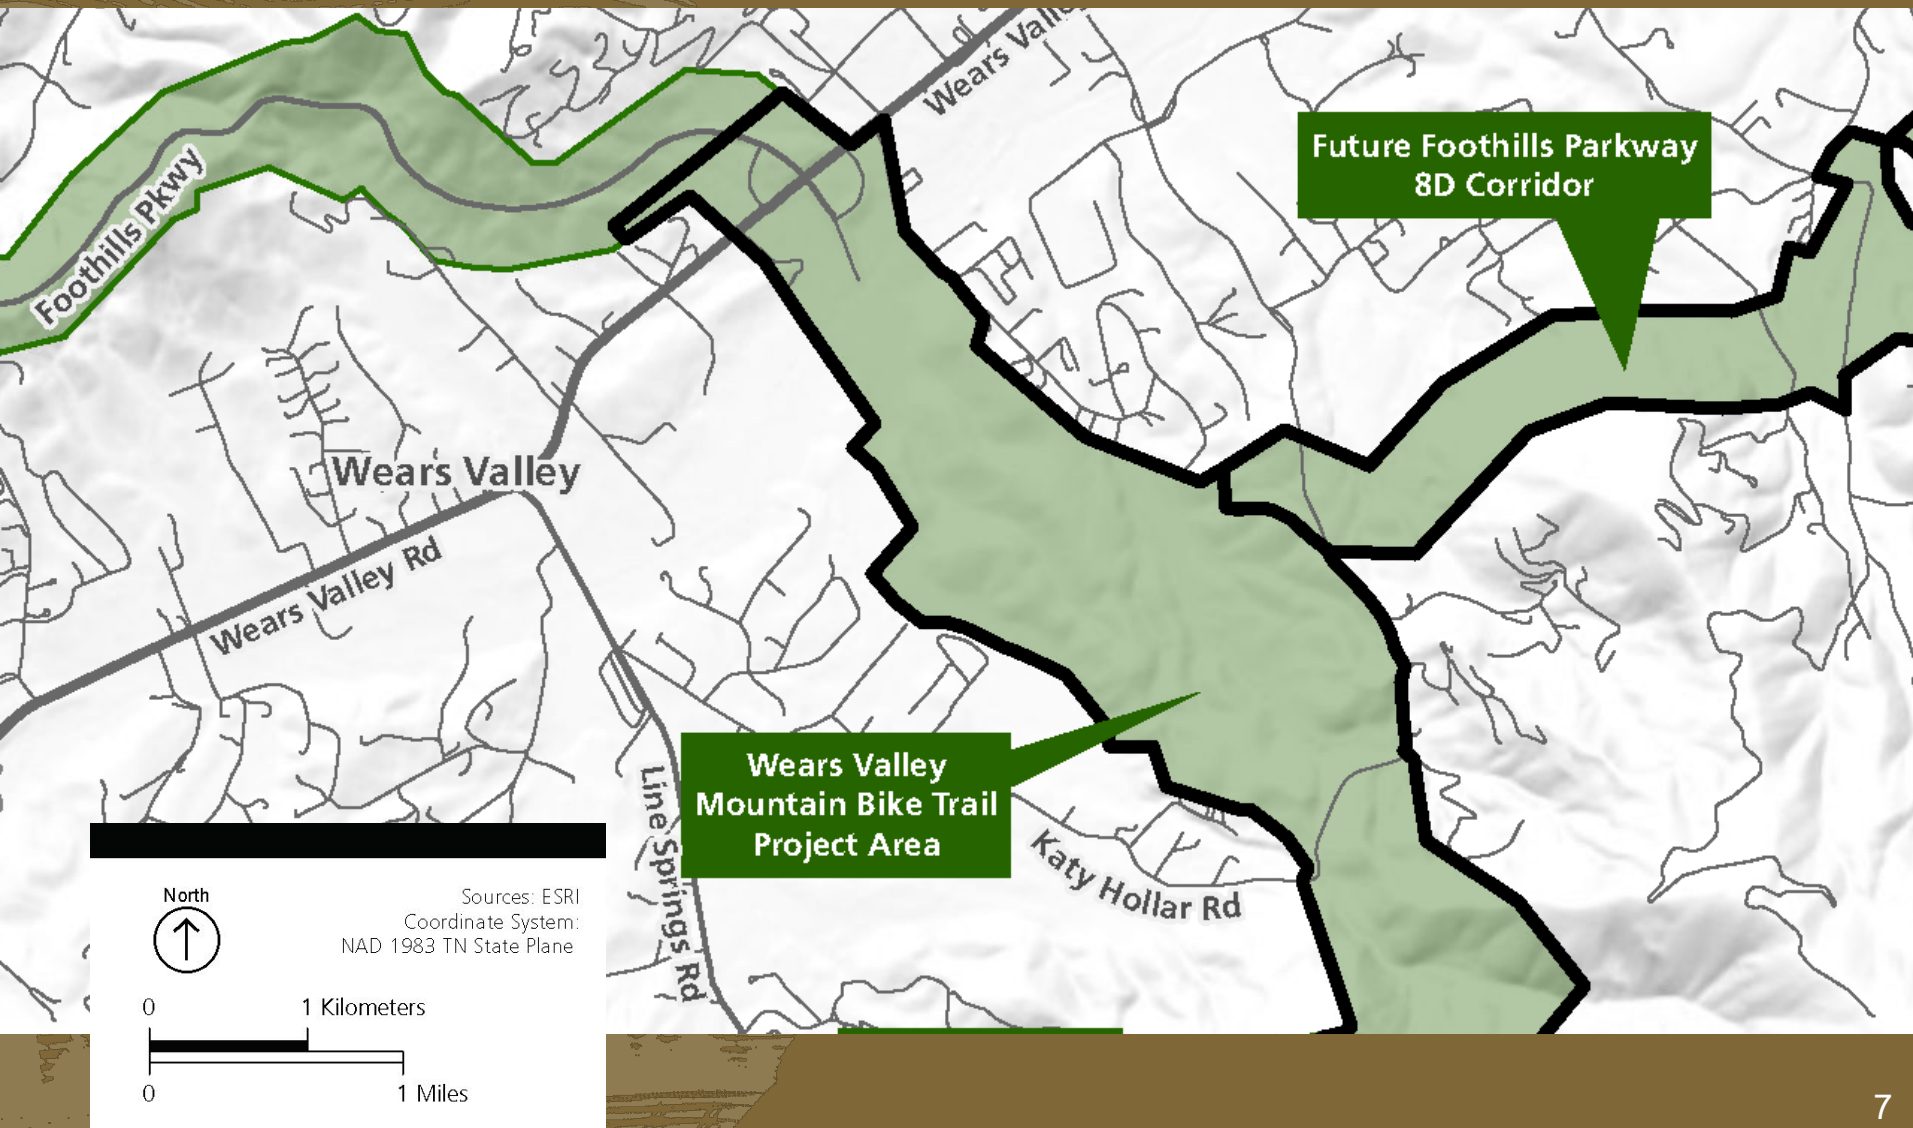 Wears Valley
Future Foothills Parkway
8D Corridor
Foothills Pkwy
Wears Valley
Wears Valley Rd
Wears Valley
Mountain Bike Trail
Project Area
Line Springs Rd
Katy Hollar Rd
North
Sources: ESRI
Coordinate System:
NAD 1983 TN State Plane
0
1 Kilometers
0
1 Miles
7